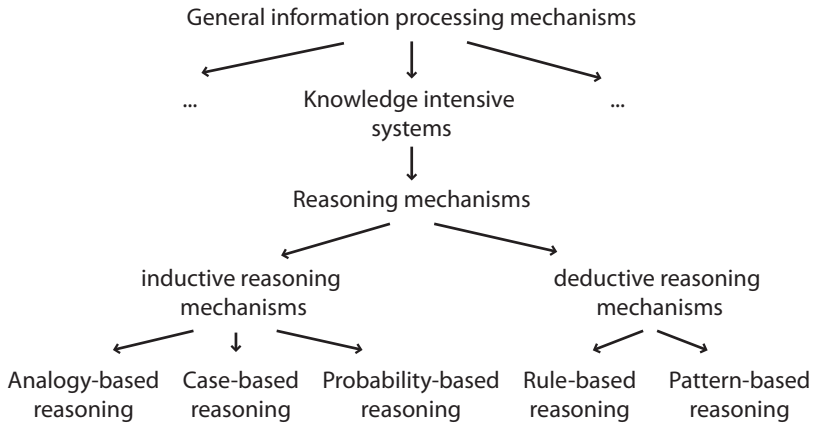 General information processing mechanisms
...
Knowledge intensive
systems
...
Reasoning mechanisms
inductive reasoning
mechanisms
deductive reasoning
mechanisms
Analogy-based
reasoning
Case-based
reasoning
Probability-based
reasoning
Rule-based
reasoning
Pattern-based
reasoning